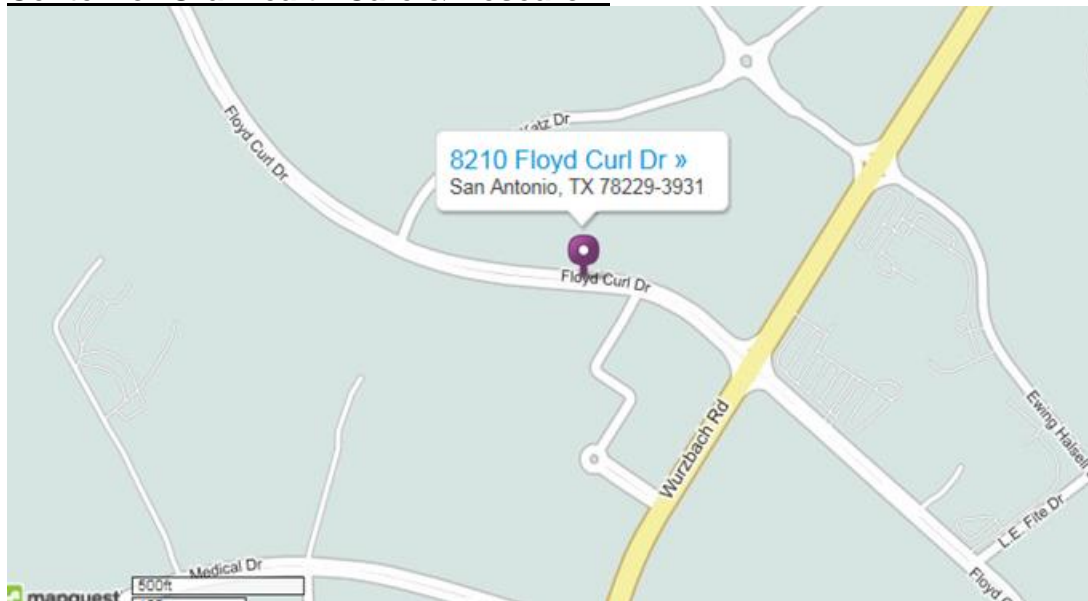 Floyd Curl Dr
Katz Dr
8210 Floyd Curl Dr »
San Antonio, TX 78229-3931
Floyd Curl Dr
Wurzbach Rd
Ewing Halsell
L.E. Fite Dr
Floyd
Medical Dr
500ft
mapquest